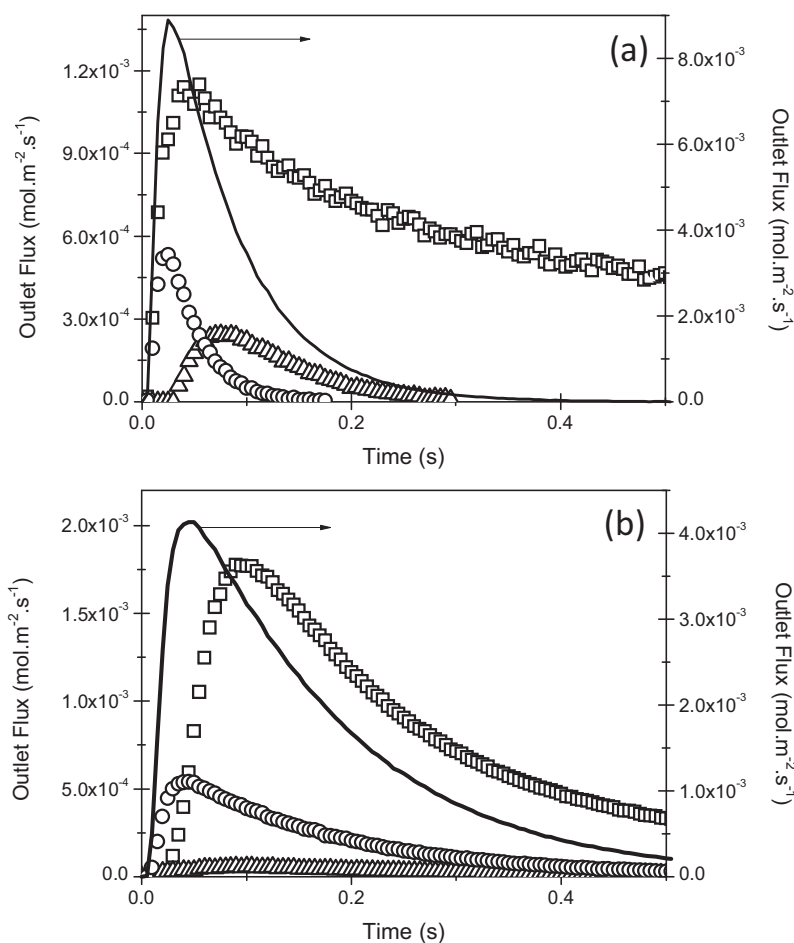 (a)
Outlet Flux (mol.m-2.s-1)
1.2x10-3
9.0x10-4
6.0x10-4
3.0x10-4
0.0
8.0x10-3
6.0x10-3
4.0x10-3
2.0x10-3
0.0
Outlet Flux (mol.m-2.s-1)
0.0 0.2 0.4
Time (s)
(b)
Outlet Flux (mol.m-2.s-1)
2.0x10-3
1.5x10-3
1.0x10-3
5.0x10-4
0.0
4.0x10-3
3.0x10-3
2.0x10-3
1.0x10-3
0.0
Outlet Flux (mol.m-2.s-1)
0.0 0.2 0.4
Time (s)